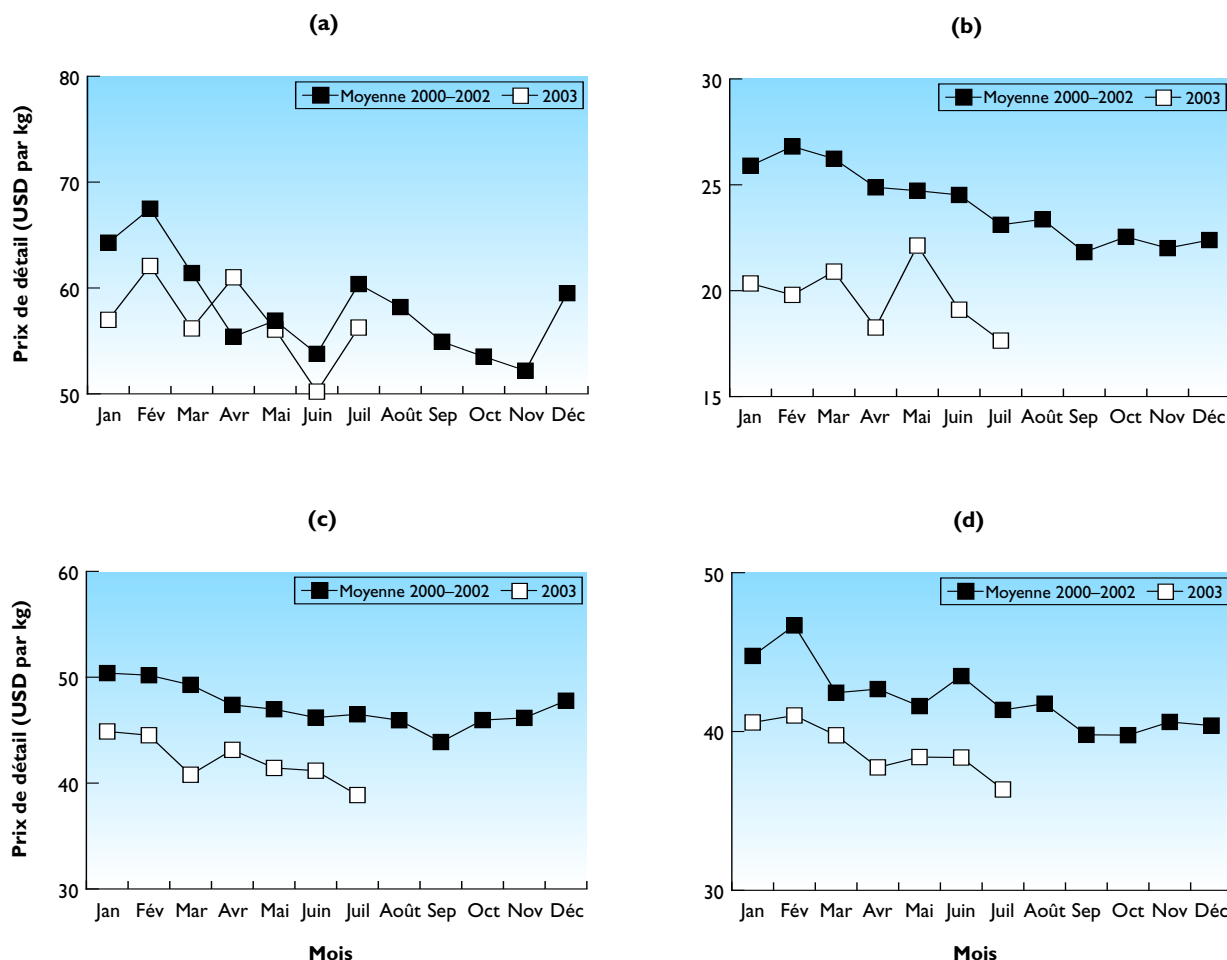 (a)
Prix de détail (USD par kg)
80
70
60
50
Moyenne 2000–2002 2003
Jan Fév Mar Avr Mai Juin Juil Août Sep Oct Nov Déc
(b)
30
25
20
15
Moyenne 2000–2002 2003
Jan Fév Mar Avr Mai Juin Juil Août Sep Oct Nov Déc
(c)
Prix de détail (USD par kg)
60
50
40
30
Moyenne 2000–2002 2003
Jan Fév Mar Avr Mai Juin Juil Août Sep Oct Nov Déc
Mois
(d)
50
40
30
Moyenne 2000–2002 2003
Jan Fév Mar Avr Mai Juin Juil Août Sep Oct Nov Déc
Mois